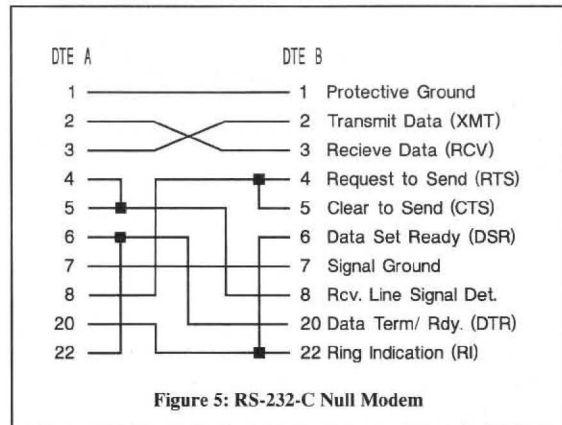 DTE A DTE B
1 1 Protective Ground
2 2 Transmit Data (XMT)
3 3 Recieve Data (RCV)
4 4 Request to Send (RTS)
5 5 Clear to Send (CTS)
6 6 Data Set Ready (DSR)
7 7 Signal Ground
8 8 Rcv. Line Signal Det.
20 20 Data Term/ Rdy. (DTR)
22 22 Ring Indication (RI)
Figure 5: RS-232-C Null Modem